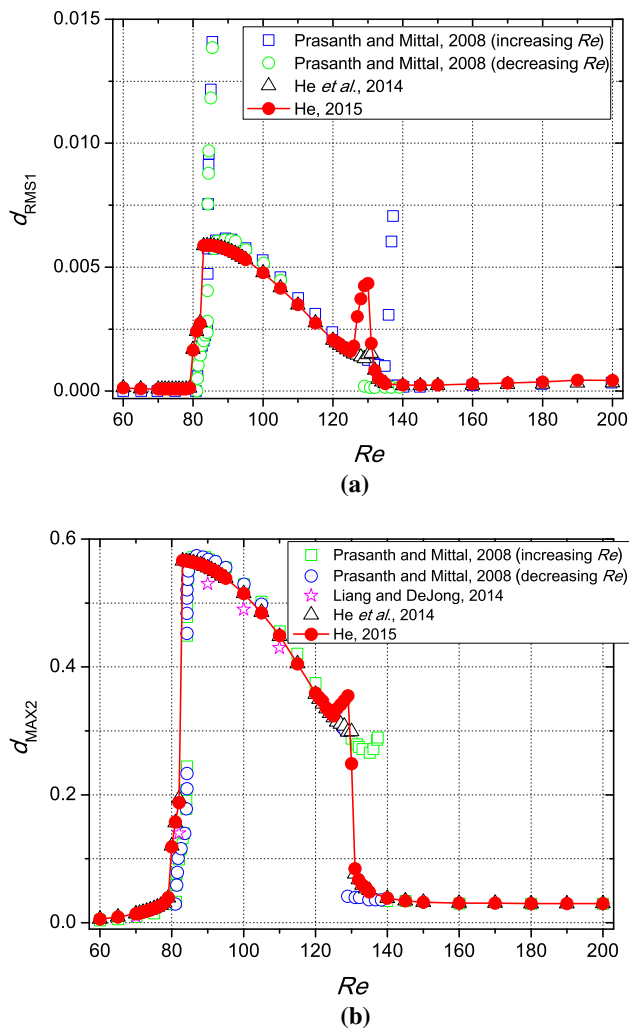 0.015
0.010
0.005
0.000
d_RMS1
Prasanth and Mittal, 2008 (increasing Re)
Prasanth and Mittal, 2008 (decreasing Re)
He et al., 2014
He, 2015
60 80 100 120 140 160 180 200
Re
(a)
0.6
0.4
0.2
0.0
d_MAX2
Prasanth and Mittal, 2008 (increasing Re)
Prasanth and Mittal, 2008 (decreasing Re)
Liang and DeJong, 2014
He et al., 2014
He, 2015
60 80 100 120 140 160 180 200
Re
(b)